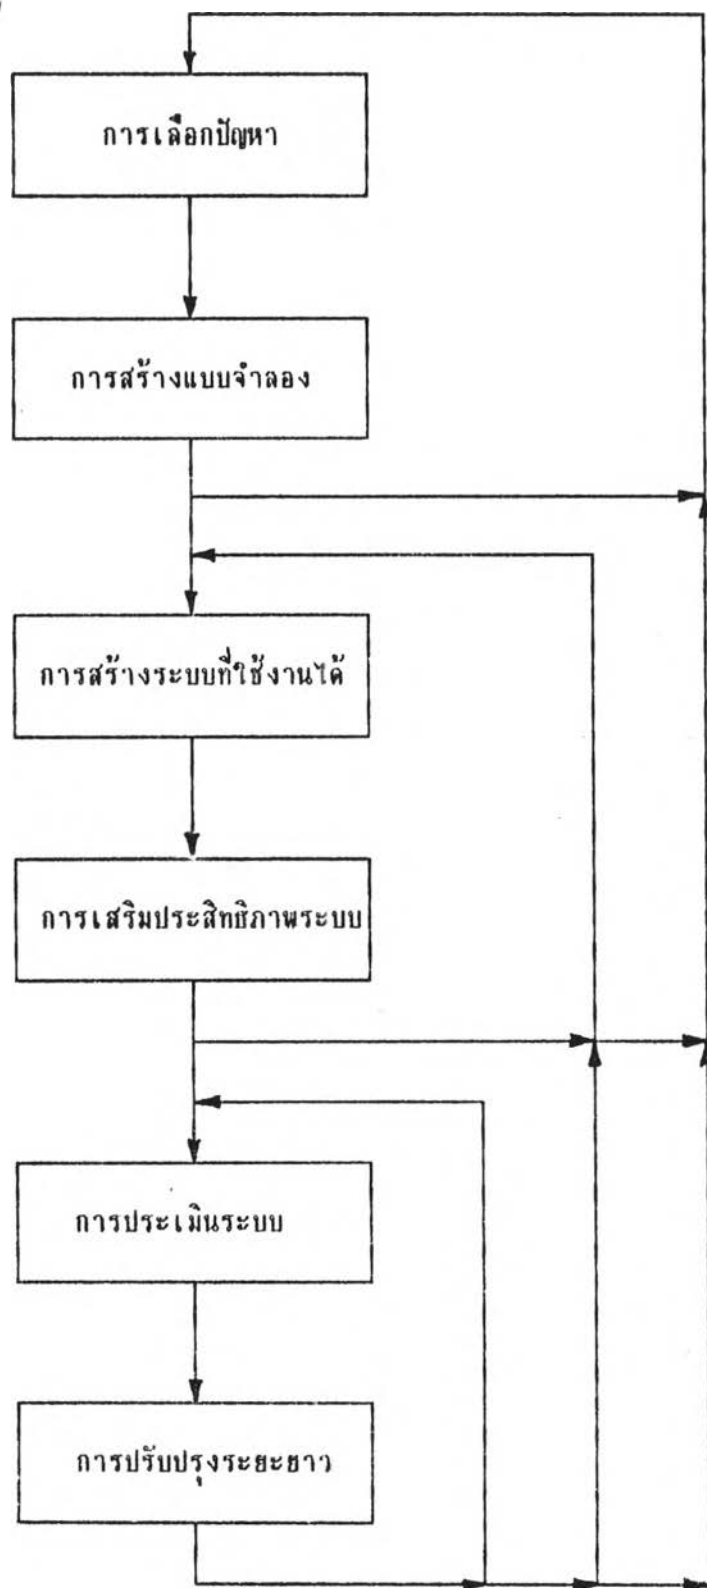 การเลือกปัญหา
การสร้างแบบจำลอง
การสร้างระบบที่ใช้งานได้
การเสริมประสิทธิภาพระบบ
การประเมินระบบ
การปรับปรุงระยะยาว